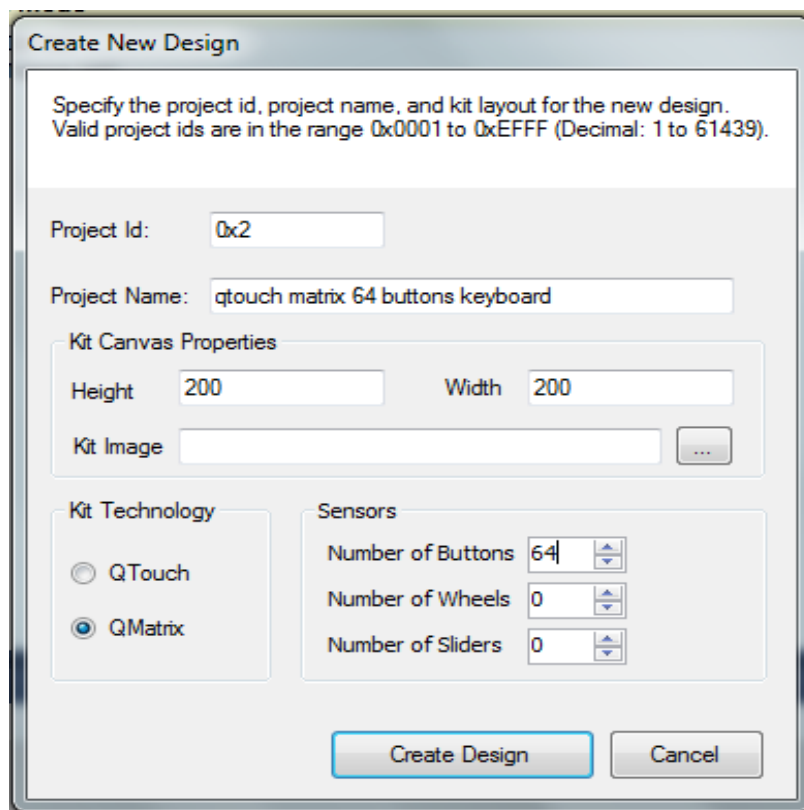 Create New Design
Specify the project id, project name, and kit layout for the new design.
Valid project ids are in the range 0x0001 to 0xEFFF (Decimal: 1 to 61439).
Project Id: 0x2
Project Name: qtouch matrix 64 buttons keyboard
Kit Canvas Properties
Height 200 Width 200
Kit Image ...
Kit Technology Sensors
Number of Buttons 64
QTouch
Number of Wheels 0
QMatrix
Number of Sliders 0
Create Design Cancel